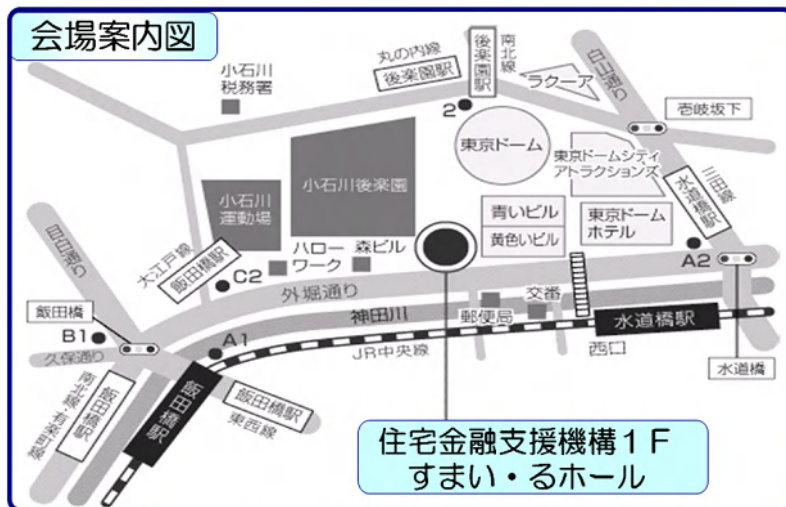 会場案内図
小石川
税務署
丸の内線
後楽園駅
後楽園駅
南北線
ラクーア
白山通り
壱岐坂下
2
東京ドーム
東京ドームシティ
アトラクションズ
三田線
水道橋駅
小石川後楽園
小石川
運動場
青いビル
黄色いビル
東京ドーム
ホテル
目白通り
大江戸線
飯田橋駅
C2
ハロー
ワーク
森ビル
A2
外堀通り
飯田橋
B1
神田川
郵便局
交番
水道橋駅
久保通り
A1
JR中央線
西口
水道橋
南北線・有楽町線
飯田橋駅
飯田橋駅
飯田橋駅
東西線
住宅金融支援機構１Ｆ
すまい・るホール